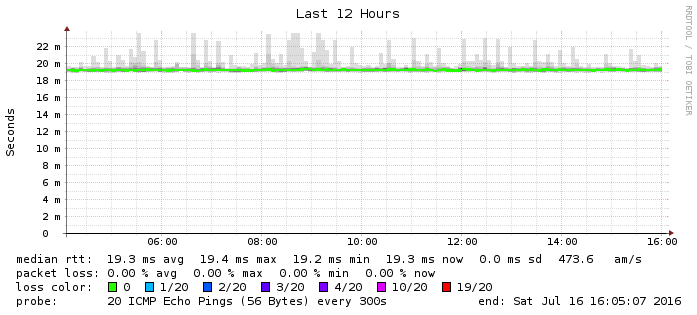 Last 12 Hours
RRDTOOL / TOBI OETIKER
Seconds
22 m
20 m
18 m
16 m
14 m
12 m
10 m
8 m
6 m
4 m
2 m
0
06:00 08:00 10:00 12:00 14:00 16:00
median rtt: 19.3 ms avg 19.4 ms max 19.2 ms min 19.3 ms now 0.0 ms sd 473.6 am/s
packet loss: 0.00 % avg 0.00 % max 0.00 % min 0.00 % now
loss color: 0 1/20 2/20 3/20 4/20 10/20 19/20
probe: 20 ICMP Echo Pings (56 Bytes) every 300s end: Sat Jul 16 16:05:07 2016